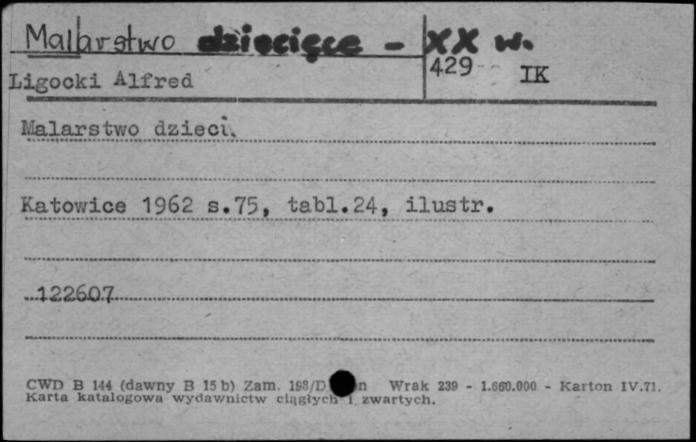 Malarstwo dziecięce - XX w.
429 IK
Ligocki Alfred
Malarstwo dzieci.
Katowice 1962 s.75, tabl.24, ilustr.
122607
CWD B 144 (dawny B 15 b) Zam. 198/D Wrak 239 - 1.660.000 - Karton IV.71.
Karta katalogowa wydawnictw ciągłych i zwartych.